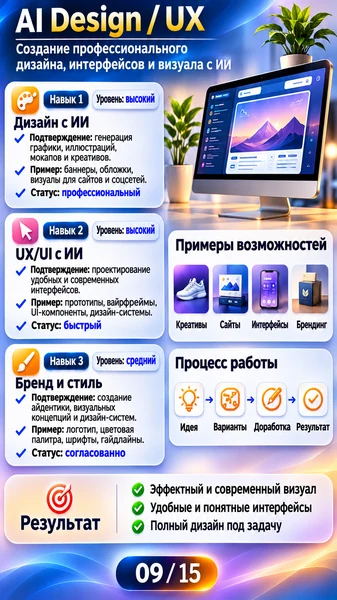 AI Design / UX
Создание профессионального
дизайна, интерфейсов и визуала с ИИ
Навык 1
Уровень: высокий
Дизайн с ИИ
Подтверждение: генерация
графики, иллюстраций,
мокапов и креативов.
Пример: баннеры, обложки,
визуалы для сайтов и соцсетей.
Статус: профессиональный
Навык 2
Уровень: высокий
UX/UI с ИИ
Подтверждение: проектирование
удобных и современных
интерфейсов.
Пример: прототипы, вайрфреймы,
UI-компоненты, дизайн-системы.
Статус: быстрый
Навык 3
Уровень: средний
Бренд и стиль
Подтверждение: создание
айдентики, визуальных
концепций и дизайн-систем.
Пример: логотип, цветовая
палитра, шрифты, гайдлайны.
Статус: согласованно
Примеры возможностей
Креативы
Сайты
Интерфейсы
Брендинг
Процесс работы
Идея
Варианты
Доработка
Результат
Результат
Эффектный и современный визуал
Удобные и понятные интерфейсы
Полный дизайн под задачу
09 / 15